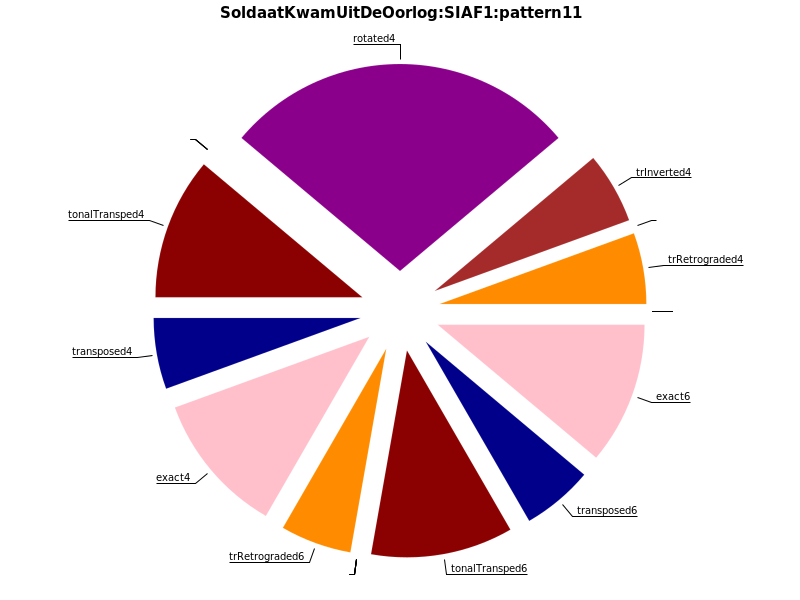 SoldaatKwamUitDeOorlog:SIAF1:pattern11
rotated4
trInverted4
tonalTransped4
trRetrograded4
transposed4
exact6
exact4
transposed6
trRetrograded6
tonalTransped6